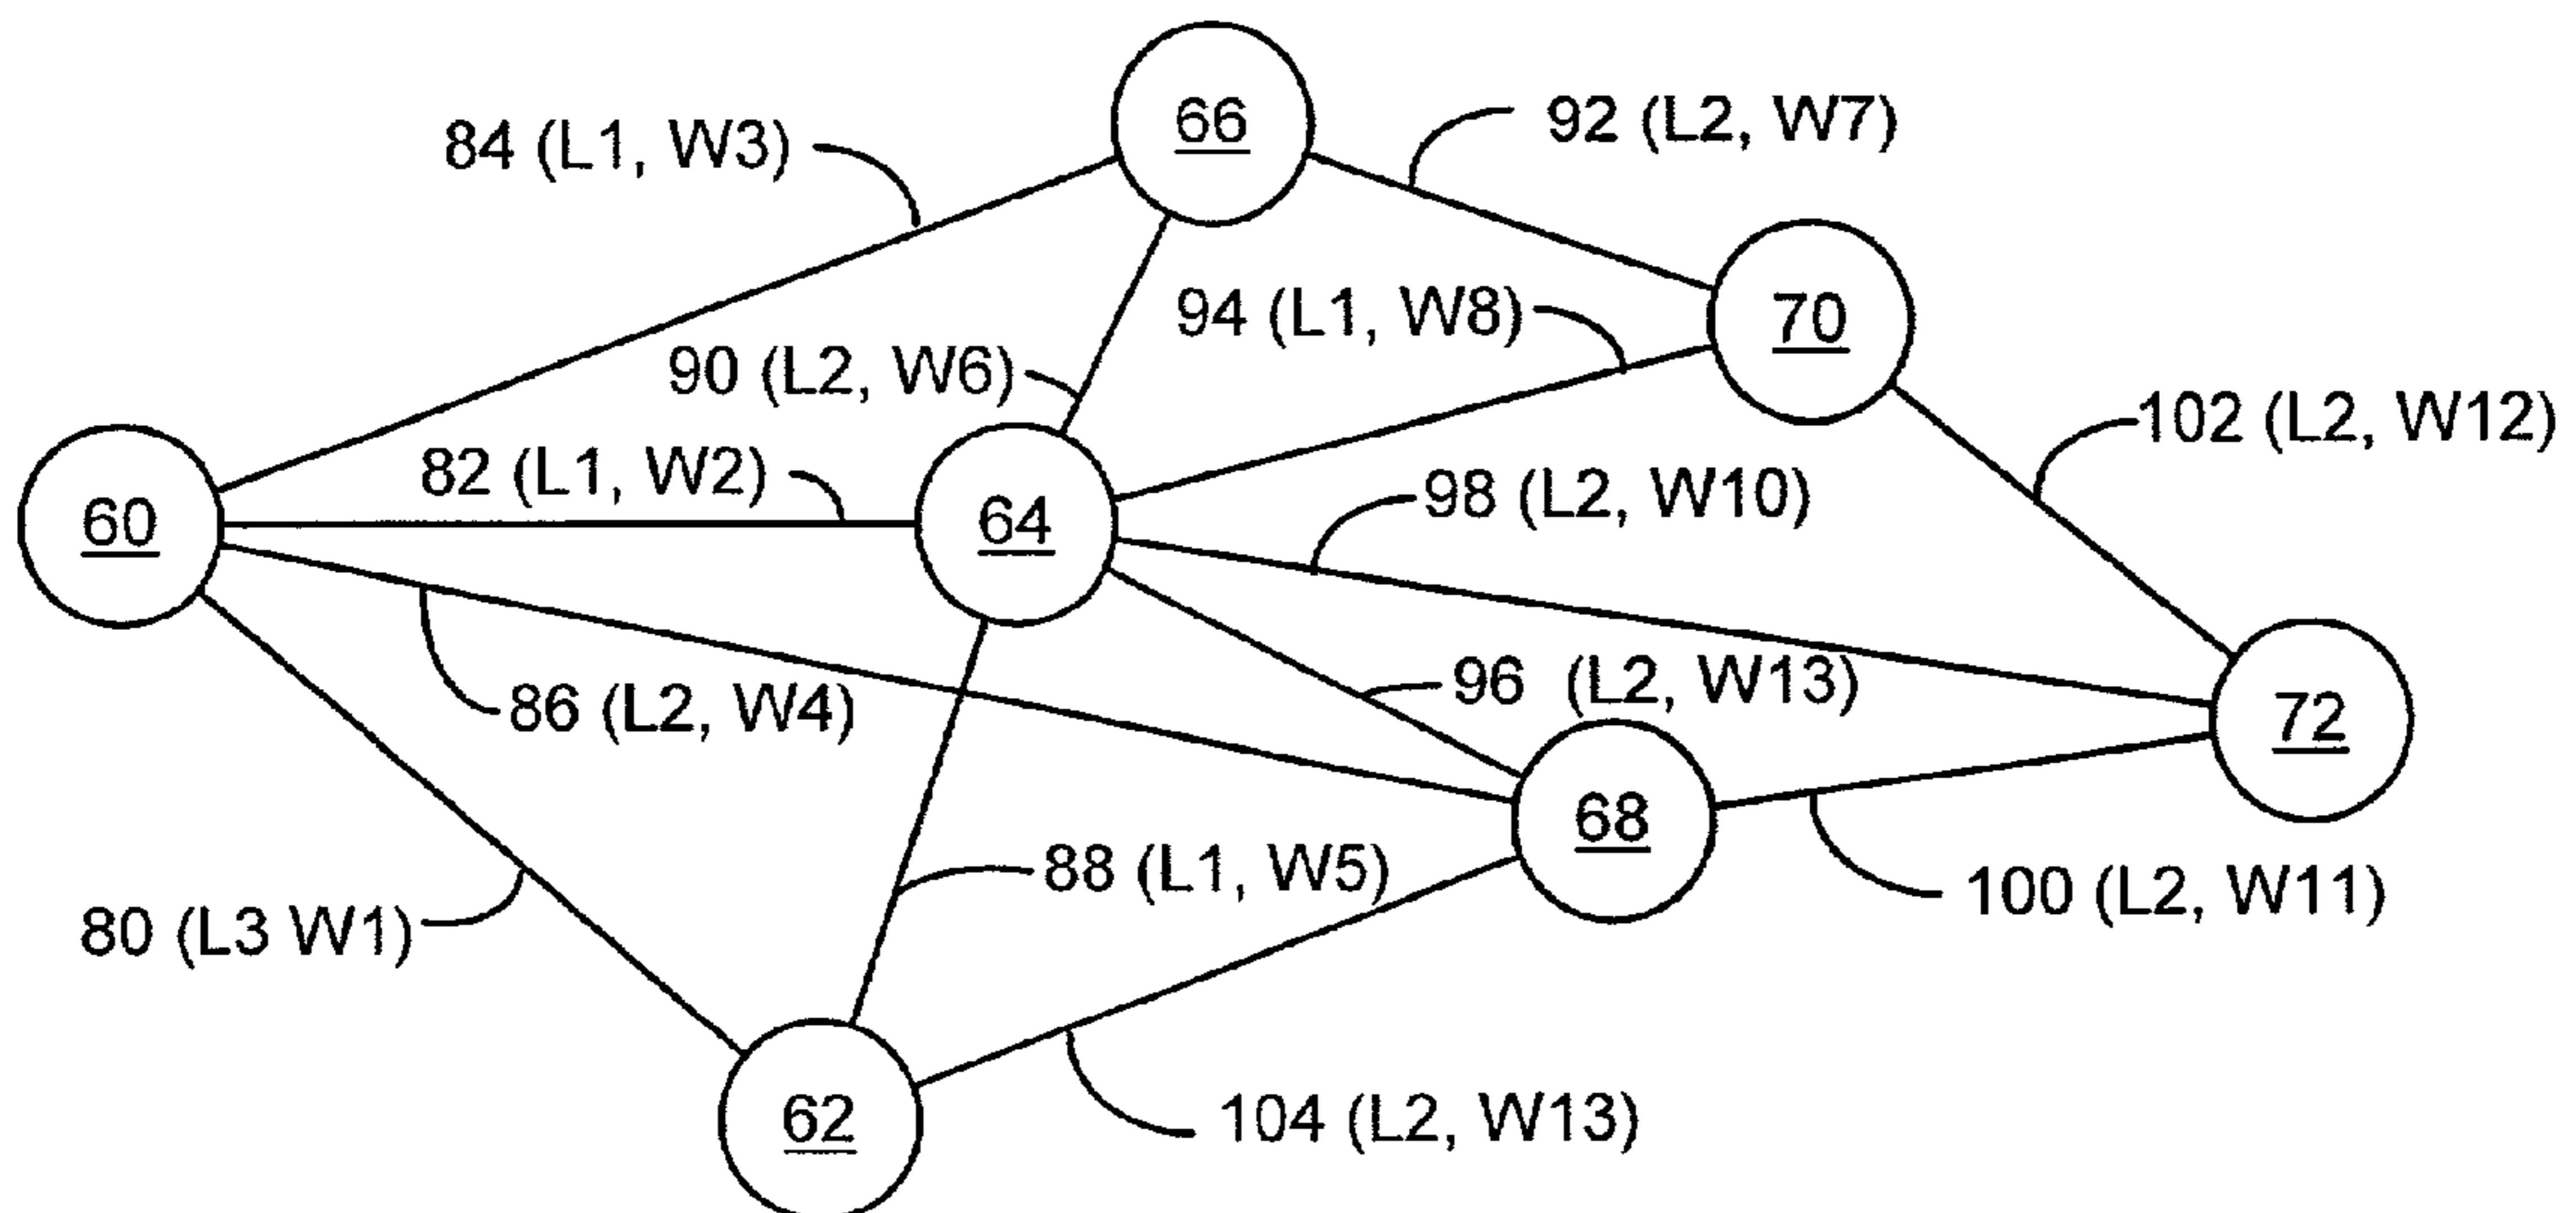 66
92 (L2, W7)
84 (L1, W3)
94 (L1, W8)
70
90 (L2, W6)
102 (L2, W12)
82 (L1, W2)
98 (L2, W10)
60
64
96 (L2, W13)
86 (L2, W4)
72
68
88 (L1, W5)
100 (L2, W11)
80 (L3 W1)
62
104 (L2, W13)